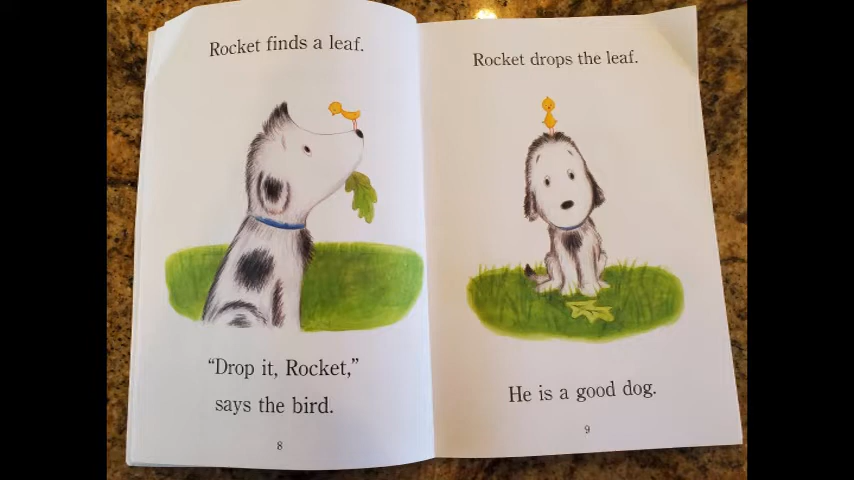 Rocket finds a leaf.
“Drop it, Rocket,”
says the bird.
8
Rocket drops the leaf.
He is a good dog.
9